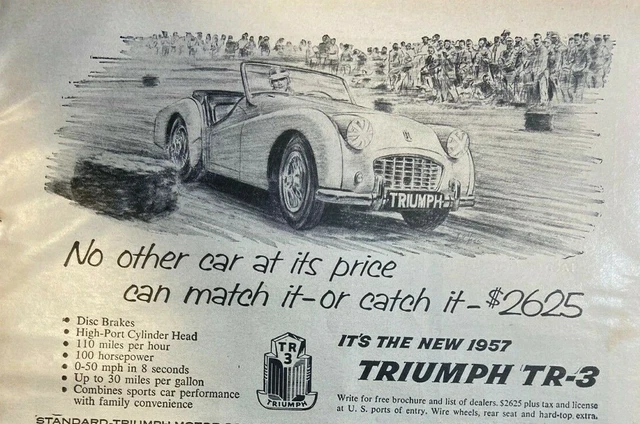 TRIUMPH
No other car at its price
can match it-or catch it-$2625
• Disc Brakes
• High-Port Cylinder Head
• 110 miles per hour
• 100 horsepower
• 0-50 mph in 8 seconds
• Up to 30 miles per gallon
• Combines sports car performance
with family convenience
TR
3
TRIUMPH
IT'S THE NEW 1957
TRIUMPH TR-3
Write for free brochure and list of dealers. $2625 plus tax and license
at U. S. ports of entry. Wire wheels, rear seat and hard-top, extra.
STANDARD-TRIUMPH MOTOR